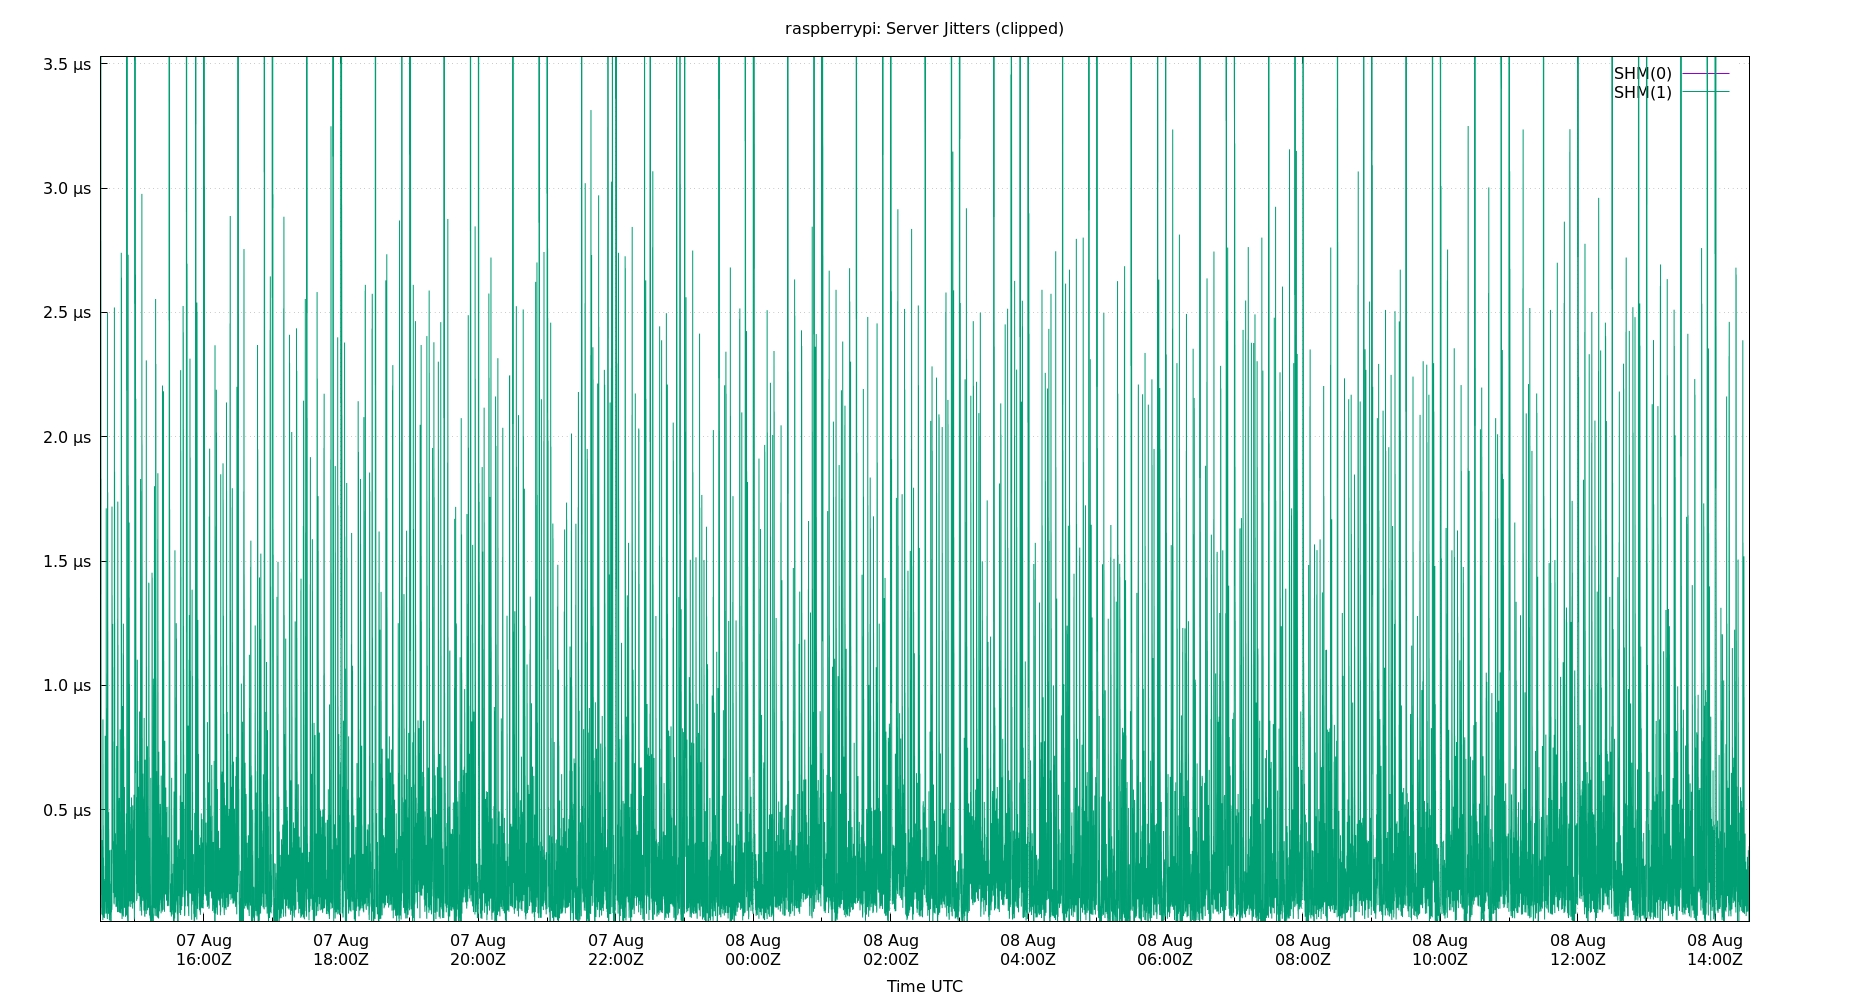 raspberrypi: Server Jitters (clipped)
3.5 µs
3.0 µs
2.5 µs
2.0 µs
1.5 µs
1.0 µs
0.5 µs
SHM(0)
SHM(1)
07 Aug 07 Aug 07 Aug 07 Aug 08 Aug 08 Aug 08 Aug 08 Aug 08 Aug 08 Aug 08 Aug 08 Aug
16:00Z 18:00Z 20:00Z 22:00Z 00:00Z 02:00Z 04:00Z 06:00Z 08:00Z 10:00Z 12:00Z 14:00Z
Time UTC